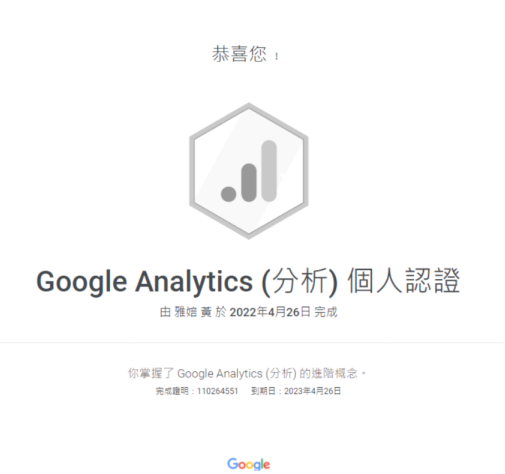 恭喜您！
Google Analytics (分析) 個人認證
由 雅婄 黃 於 2022年4月26日 完成
你掌握了 Google Analytics (分析) 的進階概念。
完成證明：110264551 到期日：2023年4月26日
Google